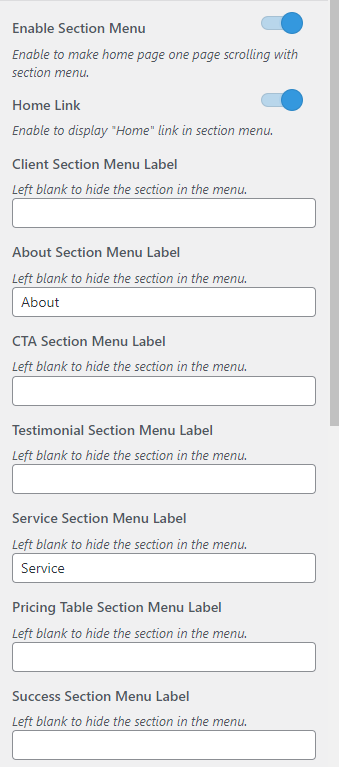 Enable Section Menu
Enable to make home page one page scrolling with
section menu.
Home Link
Enable to display "Home" link in section menu.
Client Section Menu Label
Left blank to hide the section in the menu.
About Section Menu Label
Left blank to hide the section in the menu.
About
CTA Section Menu Label
Left blank to hide the section in the menu.
Testimonial Section Menu Label
Left blank to hide the section in the menu.
Service Section Menu Label
Left blank to hide the section in the menu.
Service
Pricing Table Section Menu Label
Left blank to hide the section in the menu.
Success Section Menu Label
Left blank to hide the section in the menu.